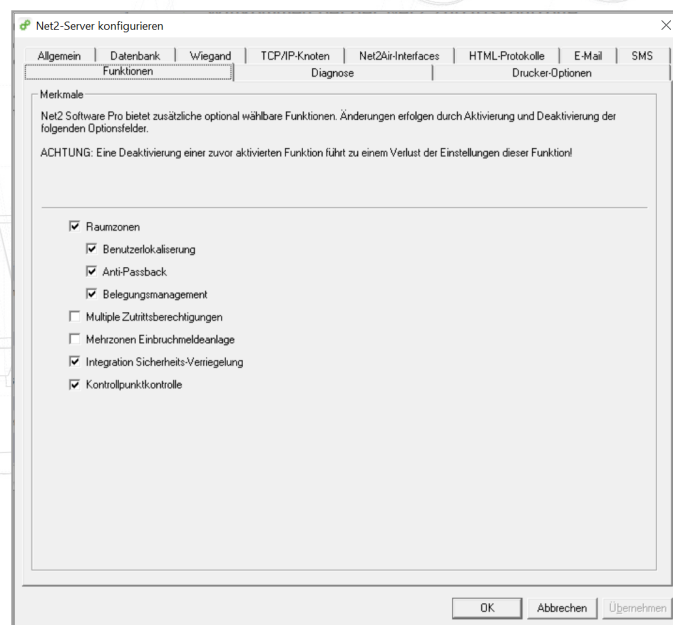 Net2-Server konfigurieren
Allgemein Datenbank Wiegand TCP/IP-Knoten Net2Air-Interfaces HTML-Protokolle E-Mail SMS
Funktionen Diagnose Drucker-Optionen
Merkmale
Net2 Software Pro bietet zusätzliche optional wählbare Funktionen. Änderungen erfolgen durch Aktivierung und Deaktivierung der
folgenden Optionsfelder.
ACHTUNG: Eine Deaktivierung einer zuvor aktivierten Funktion führt zu einem Verlust der Einstellungen dieser Funktion!
Raumzonen
Benutzerlokaliserung
Anti-Passback
Belegungsmanagement
Multiple Zutrittsberechtigungen
Mehrzonen Einbruchmeldeanlage
Integration Sicherheits-Verriegelung
Kontrollpunktkontrolle
OK Abbrechen Übernehmen